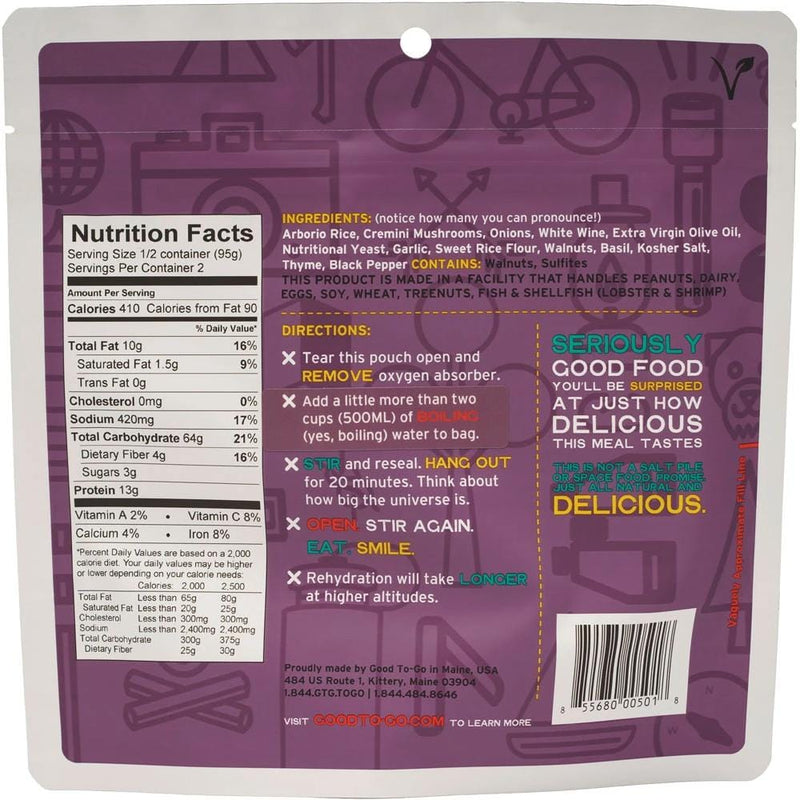 Nutrition Facts
Serving Size 1/2 container (95g)
Servings Per Container 2
Amount Per Serving
Calories 410 Calories from Fat 90
% Daily Value*
Total Fat 10g 16%
Saturated Fat 1.5g 9%
Trans Fat 0g
Cholesterol 0mg 0%
Sodium 420mg 17%
Total Carbohydrate 64g 21%
Dietary Fiber 4g 16%
Sugars 3g
Protein 13g
Vitamin A 2% • Vitamin C 8%
Calcium 4% • Iron 8%
*Percent Daily Values are based on a 2,000
calorie diet. Your daily values may be higher
or lower depending on your calorie needs:
Calories: 2,000 2,500
Total Fat Less than 65g 80g
Saturated Fat Less than 20g 25g
Cholesterol Less than 300mg 300mg
Sodium Less than 2,400mg 2,400mg
Total Carbohydrate 300g 375g
Dietary Fiber 25g 30g
INGREDIENTS: (notice how many you can pronounce!)
Arborio Rice, Cremini Mushrooms, Onions, White Wine, Extra Virgin Olive Oil,
Nutritional Yeast, Garlic, Sweet Rice Flour, Walnuts, Basil, Kosher Salt,
Thyme, Black Pepper CONTAINS: Walnuts, Sulfites
THIS PRODUCT IS MADE IN A FACILITY THAT HANDLES PEANUTS, DAIRY,
EGGS, SOY, WHEAT, TREENUTS, FISH & SHELLFISH (LOBSTER & SHRIMP)
DIRECTIONS:
Tear this pouch open and
REMOVE oxygen absorber.
Add a little more than two
cups (500ML) of BOILING
(yes, boiling) water to bag.
STIR and reseal. HANG OUT
for 20 minutes. Think about
how big the universe is.
OPEN. STIR AGAIN.
EAT. SMILE.
Rehydration will take LONGER
at higher altitudes.
SERIOUSLY
GOOD FOOD
YOU'LL BE SURPRISED
AT JUST HOW
DELICIOUS
THIS MEAL TASTES
THIS IS NOT A SALT PILE
OR SPACE FOOD, PROMISE.
JUST ALL NATURAL AND
DELICIOUS.
Vaguely Approximate Fill Line
Proudly made by Good To-Go in Maine, USA
484 US Route 1, Kittery, Maine 03904
1.844.GTG.TOGO | 1.844.484.8646
VISIT GOODTO-GO.COM TO LEARN MORE
8 55680 00501 8
N
W